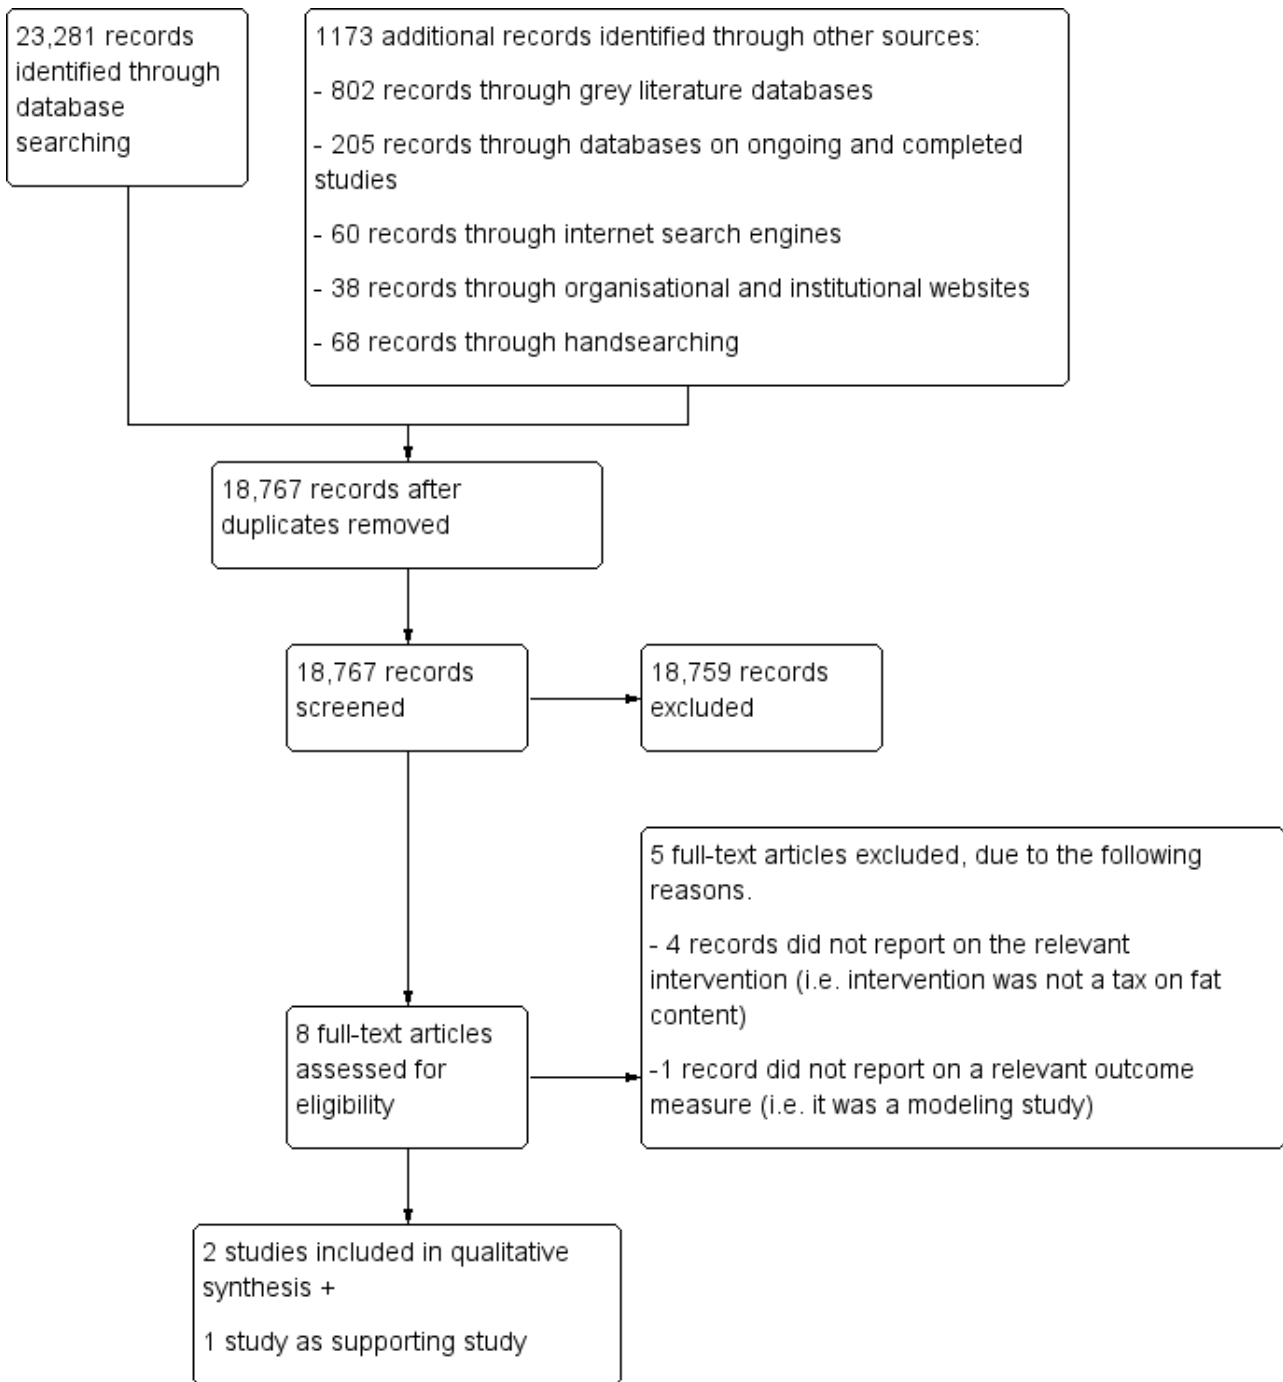 23,281 records
identified through
database
searching
1173 additional records identified through other sources:
- 802 records through grey literature databases
- 205 records through databases on ongoing and completed
studies
- 60 records through internet search engines
- 38 records through organisational and institutional websites
- 68 records through handsearching
18,767 records after
duplicates removed
18,767 records
screened
18,759 records
excluded
8 full-text articles
assessed for
eligibility
5 full-text articles excluded, due to the following
reasons.
- 4 records did not report on the relevant
intervention (i.e. intervention was not a tax on fat
content)
-1 record did not report on a relevant outcome
measure (i.e. it was a modeling study)
2 studies included in qualitative
synthesis +
1 study as supporting study